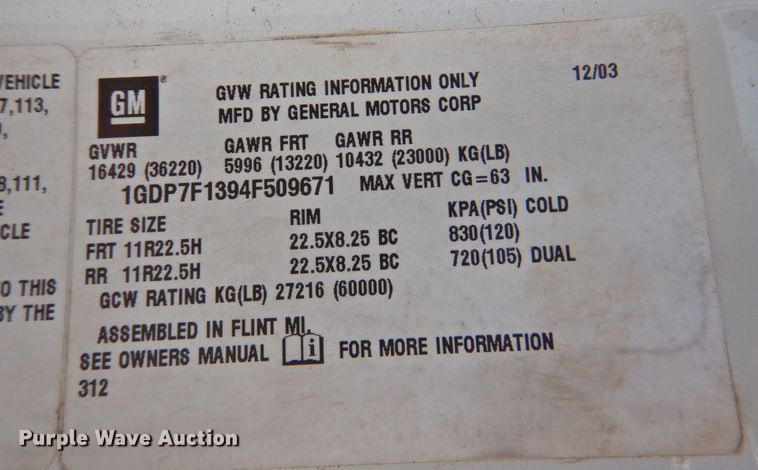 VEHICLE
7,113,
8,111,
CLE
O THIS
BY THE
GM®
GVW RATING INFORMATION ONLY 12/03
MFD BY GENERAL MOTORS CORP
GVWR GAWR FRT GAWR RR
16429 (36220) 5996 (13220) 10432 (23000) KG(LB)
1GDP7F1394F509671 MAX VERT CG=63 IN.
TIRE SIZE RIM KPA(PSI) COLD
FRT 11R22.5H 22.5X8.25 BC 830(120)
RR 11R22.5H 22.5X8.25 BC 720(105) DUAL
GCW RATING KG(LB) 27216 (60000)
ASSEMBLED IN FLINT MI.
SEE OWNERS MANUAL i FOR MORE INFORMATION
312
Purple Wave Auction